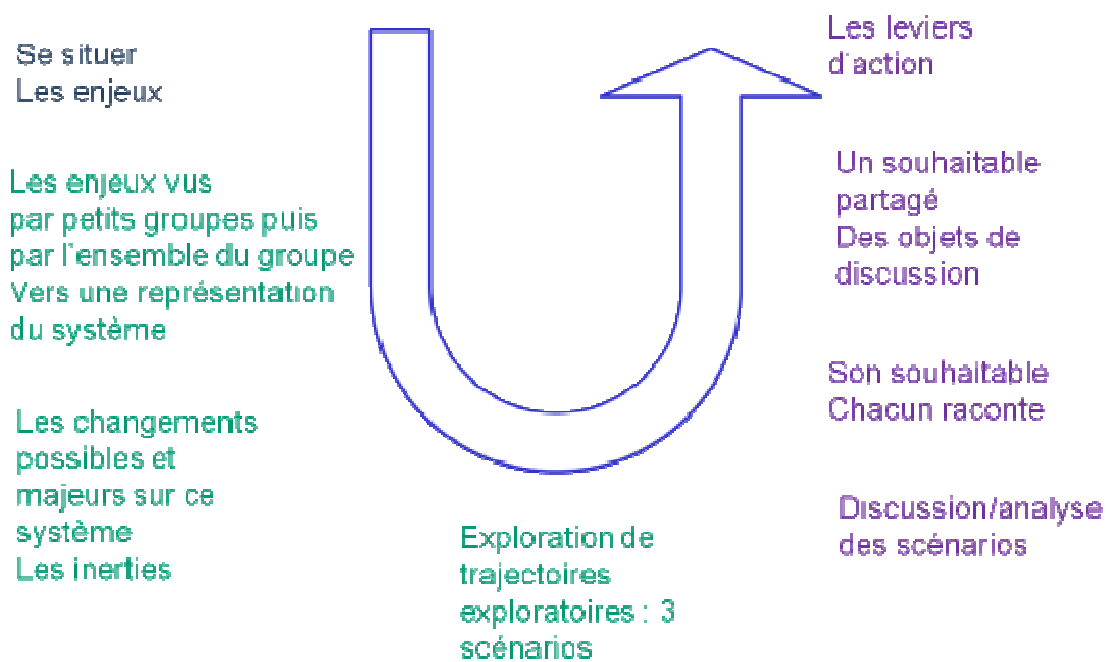 Se situer
Les enjeux
Les enjeux vus
par petits groupes puis
par l'ensemble du groupe
Vers une représentation
du système
Les changements
possibles et
majeurs sur ce
système
Les inerties
Exploration de
trajectoires
exploratoires : 3
scénarios
Discussion/analyse
des scénarios
Son souhaitable
Chacun raconte
Un souhaitable
partagé
Des objets de
discussion
Les leviers
d'action